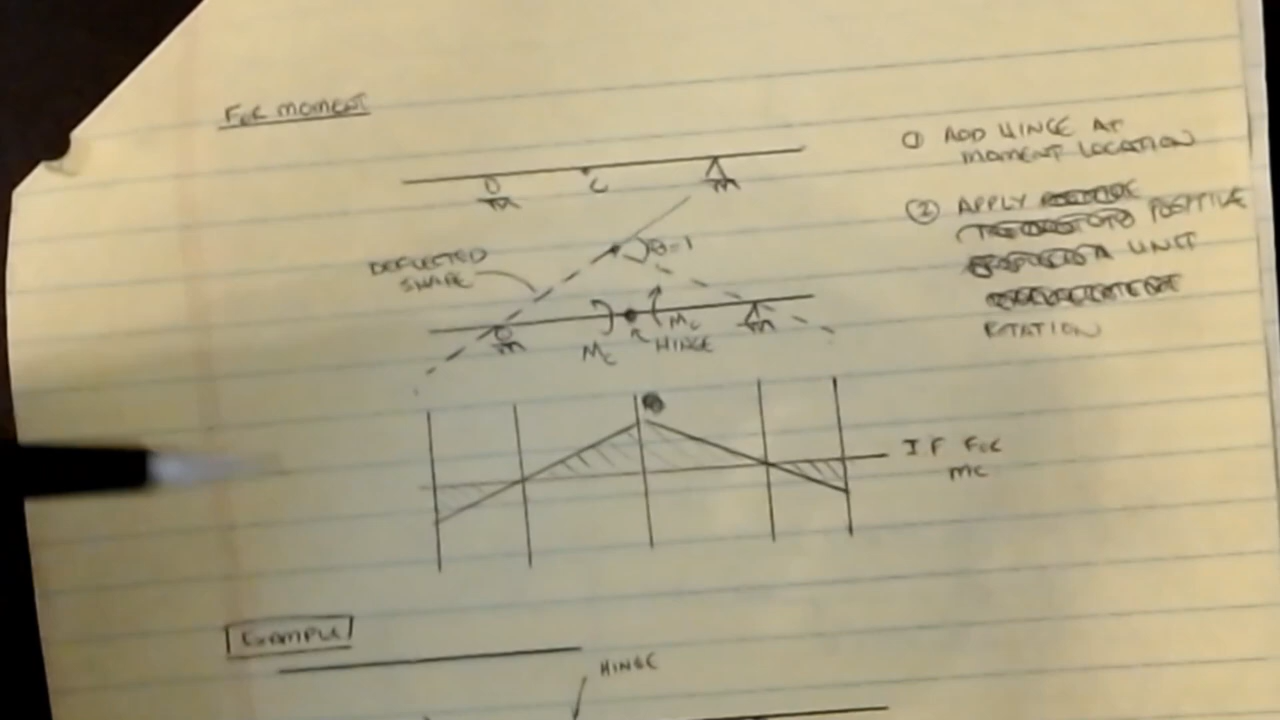 FOR MOMENT
① ADD HINGE AT
MOMENT LOCATION
C
② APPLY
POSITIVE
A UNIT
ROTATION
DEFLECTED
SHAPE
θ=1
Mc
Mc
HINGE
I.F FOR
MC
EXAMPLE
HINGE